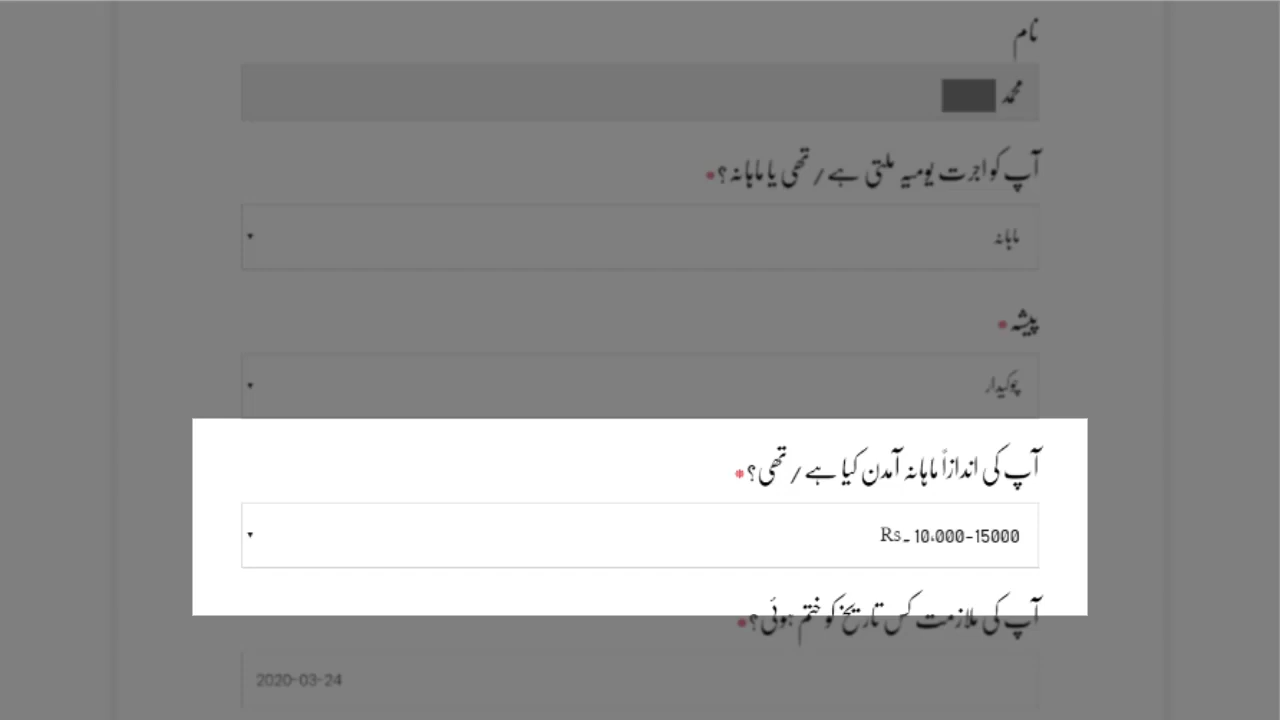 نام
محمد
آپ کو اجرت یومیہ ملتی ہے/تھی یا ماہانہ؟*
ماہانہ
پیشہ*
چوکیدار
آپ کی اندازاً ماہانہ آمدن کیا ہے/تھی؟*
Rs۔10،000-15000
آپ کی ملازمت کس تاریخ کو ختم ہوئی؟*
2020-03-24